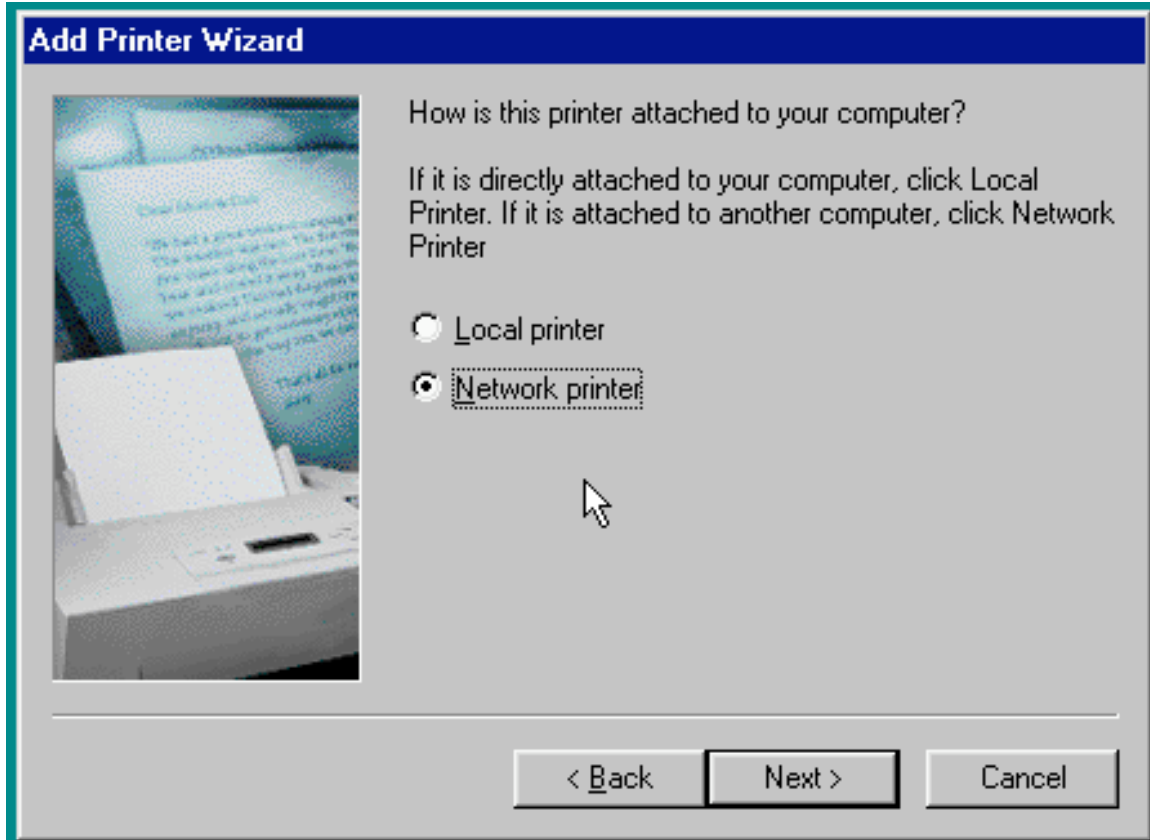 Add Printer Wizard
How is this printer attached to your computer?
If it is directly attached to your computer, click Local
Printer. If it is attached to another computer, click Network
Printer
Local printer
Network printer
< Back
Next >
Cancel